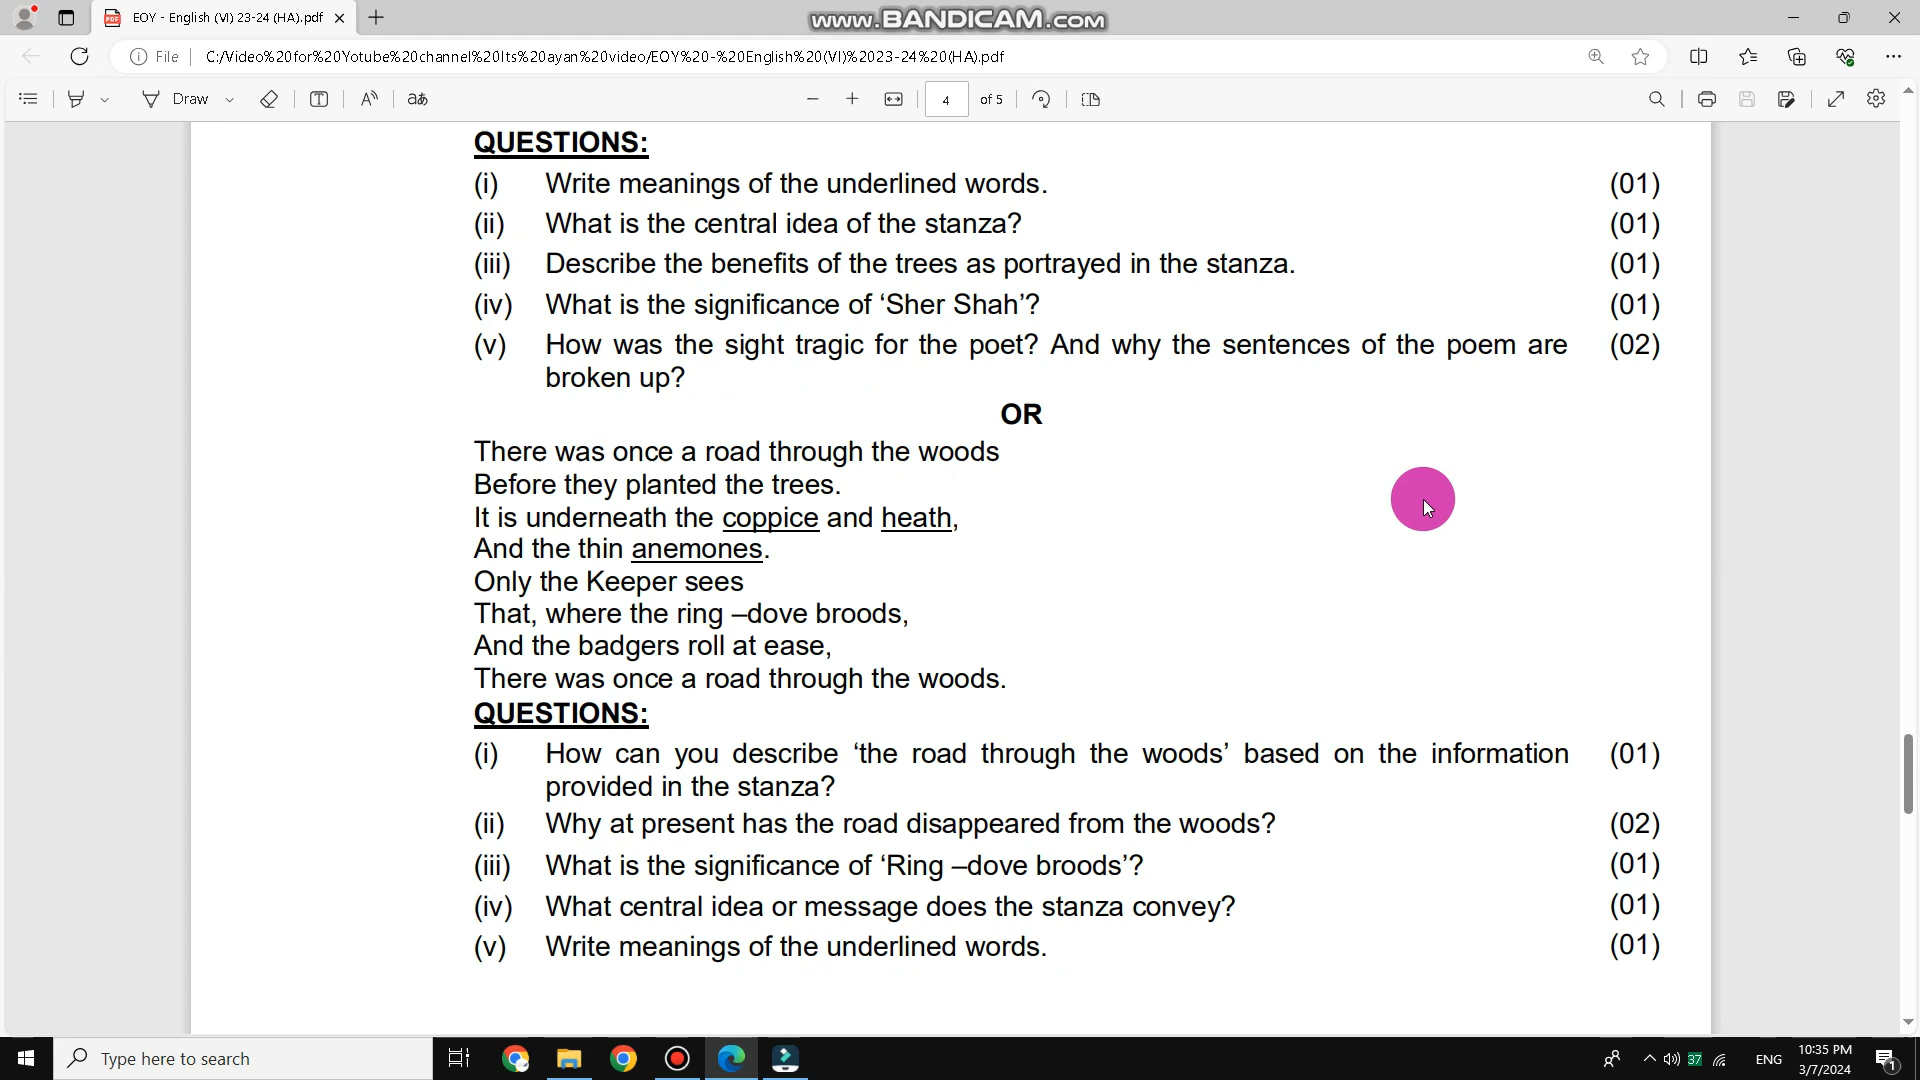 EOY - English (VI) 23-24 (HA).pdf
www.BANDICAM.com
File
C:/Video%20for%20Yotube%20channel%20Its%20ayan%20video/EOY%20-%20English%20(VI)%2023-24%20(HA).pdf
Draw
4 of 5
QUESTIONS:
(i) Write meanings of the underlined words. (01)
(ii) What is the central idea of the stanza? (01)
(iii) Describe the benefits of the trees as portrayed in the stanza. (01)
(iv) What is the significance of ‘Sher Shah’? (01)
(v) How was the sight tragic for the poet? And why the sentences of the poem are (02)
broken up?
OR
There was once a road through the woods
Before they planted the trees.
It is underneath the coppice and heath,
And the thin anemones.
Only the Keeper sees
That, where the ring –dove broods,
And the badgers roll at ease,
There was once a road through the woods.
QUESTIONS:
(i) How can you describe ‘the road through the woods’ based on the information (01)
provided in the stanza?
(ii) Why at present has the road disappeared from the woods? (02)
(iii) What is the significance of ‘Ring –dove broods’? (01)
(iv) What central idea or message does the stanza convey? (01)
(v) Write meanings of the underlined words. (01)
Type here to search
37
ENG
10:35 PM
3/7/2024
1